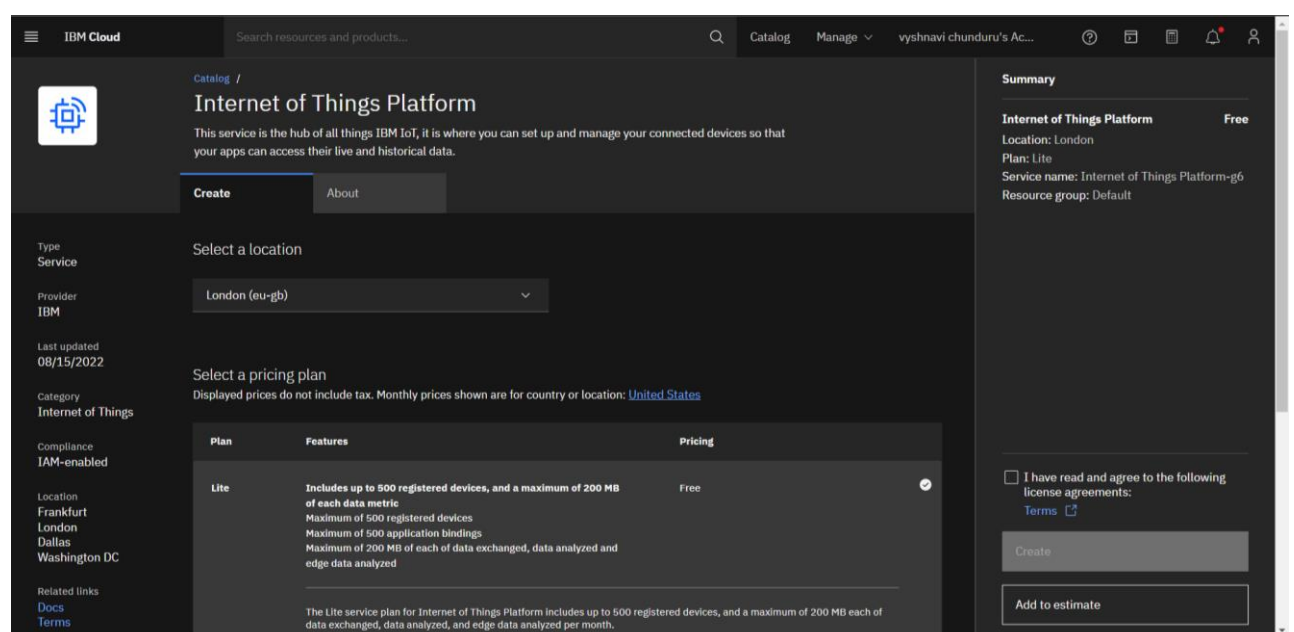 IBM Cloud
Search resources and products...
Catalog
Manage
vyshnavi chunduru's Ac...
Catalog /
Internet of Things Platform
This service is the hub of all things IBM IoT, it is where you can set up and manage your connected devices so that
your apps can access their live and historical data.
Create
About
Type
Service
Provider
IBM
Last updated
08/15/2022
Category
Internet of Things
Compliance
IAM-enabled
Location
Frankfurt
London
Dallas
Washington DC
Related links
Docs
Terms
Select a location
London (eu-gb)
Select a pricing plan
Displayed prices do not include tax. Monthly prices shown are for country or location: United States
Plan
Features
Pricing
Lite
Includes up to 500 registered devices, and a maximum of 200 MB
of each data metric
Maximum of 500 registered devices
Maximum of 500 application bindings
Maximum of 200 MB of each of data exchanged, data analyzed and
edge data analyzed
Free
The Lite service plan for Internet of Things Platform includes up to 500 registered devices, and a maximum of 200 MB each of
data exchanged, data analyzed, and edge data analyzed per month.
Summary
Internet of Things Platform Free
Location: London
Plan: Lite
Service name: Internet of Things Platform-g6
Resource group: Default
I have read and agree to the following
license agreements:
Terms
Create
Add to estimate